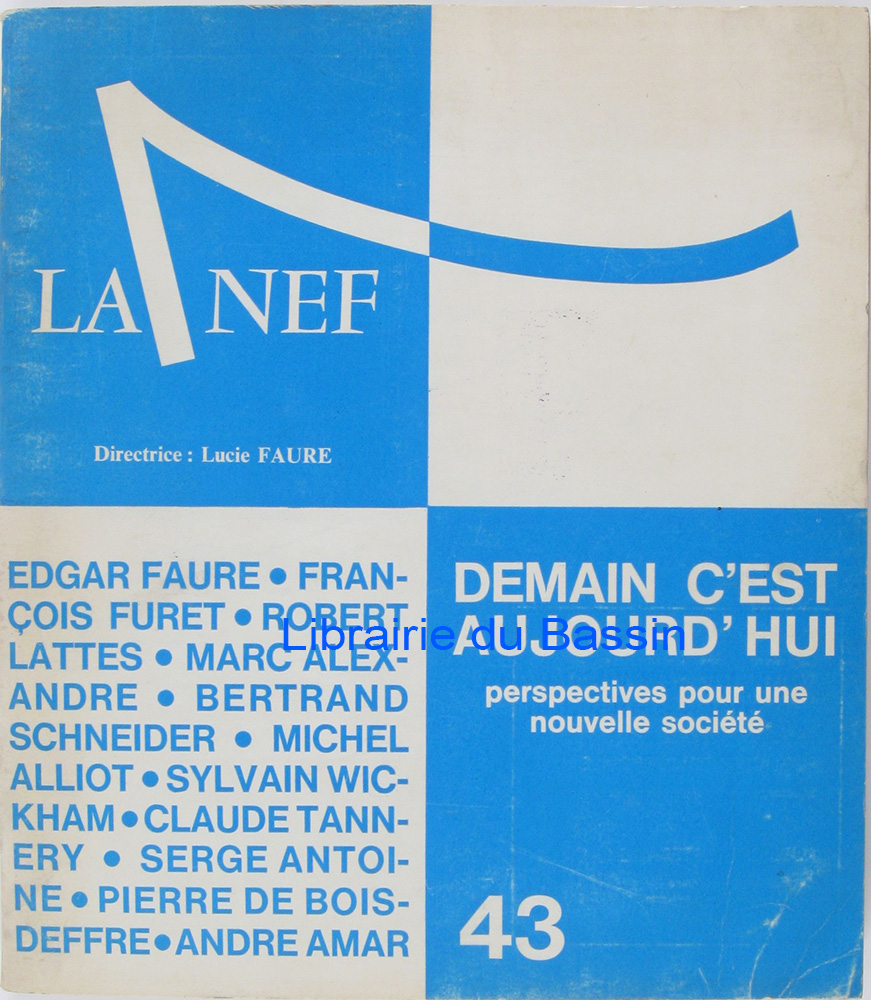 LA NEF
Directrice : Lucie FAURE
EDGAR FAURE • FRAN-
ÇOIS FURET • ROBERT
LATTES • MARC ALEX-
ANDRE • BERTRAND
SCHNEIDER • MICHEL
ALLIOT • SYLVAIN WIC-
KHAM • CLAUDE TANN-
ERY • SERGE ANTOI-
NE • PIERRE DE BOIS-
DEFFRE • ANDRE AMAR
DEMAIN C'EST
AUJOURD'HUI
perspectives pour une
nouvelle société
43
Librairie du Bassin